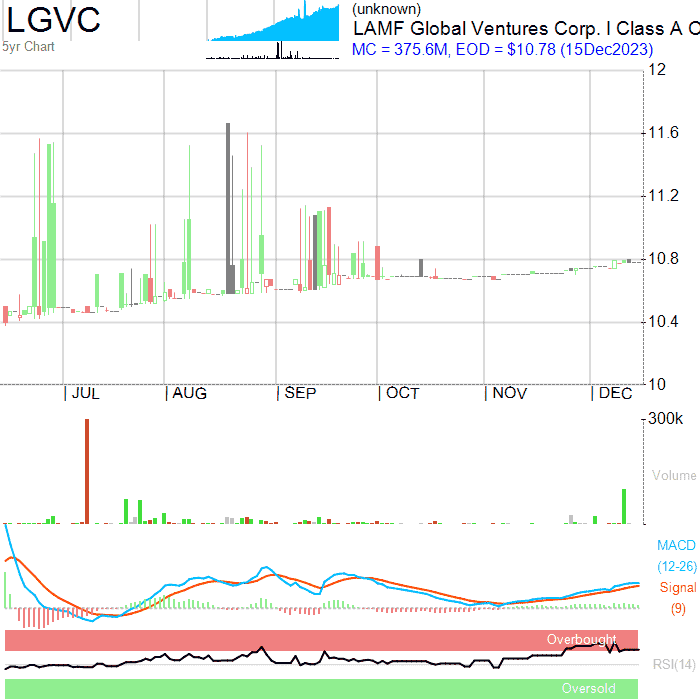 LGVC
5yr Chart
(unknown)
LAMF Global Ventures Corp. I Class A O
MC = 375.6M, EOD = $10.78 (15Dec2023)
12
11.6
11.2
10.8
10.4
10
JUL
AUG
SEP
OCT
NOV
DEC
300k
Volume
MACD
(12-26)
Signal
(9)
Overbought
RSI(14)
Oversold